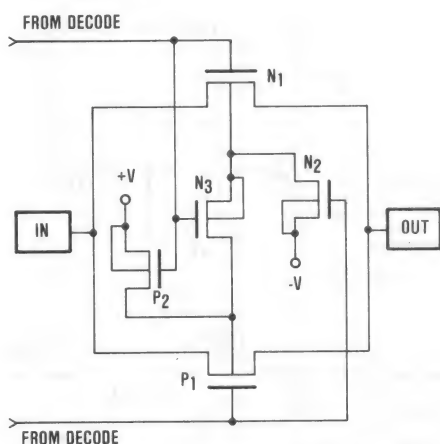 FROM DECODE
N1
+V
N2
N3
IN
OUT
P2
-V
P1
FROM DECODE